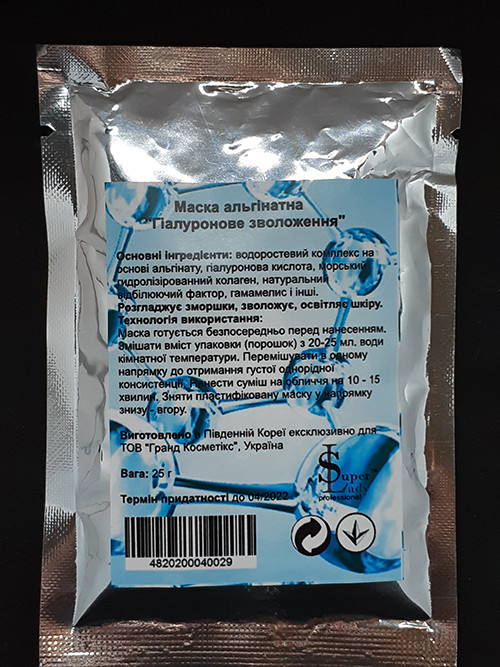 Маска альгінатна
"Гіалуронове зволоження"
Основні інгредієнти: водоростевий комплекс на
основі альгінату, гіалуронова кислота, морський
гидролізірованний колаген, натуральний
відбілюючий фактор, гамамелис і інші.
Розгладжує зморшки, зволожує, освітляє шкіру.
Технологія використання:
Маска готується безпосередньо перед нанесенням.
Змішати вміст упаковки (порошок) з 20-25 мл. води
кімнатної температури. Перемішувати в одному
напрямку до отримання густої однорідної
консистенції. Нанести суміш на обличчя на 10 - 15
хвилин. Зняти пластифіковану маску у напрямку
знизу - вгору.
Виготовлено в Південній Кореї ексклюзивно для
ТОВ "Гранд Косметікс", Україна
Вага: 25 г
Super
Lady
professional
Термін придатності до 04/2022
4820200040029